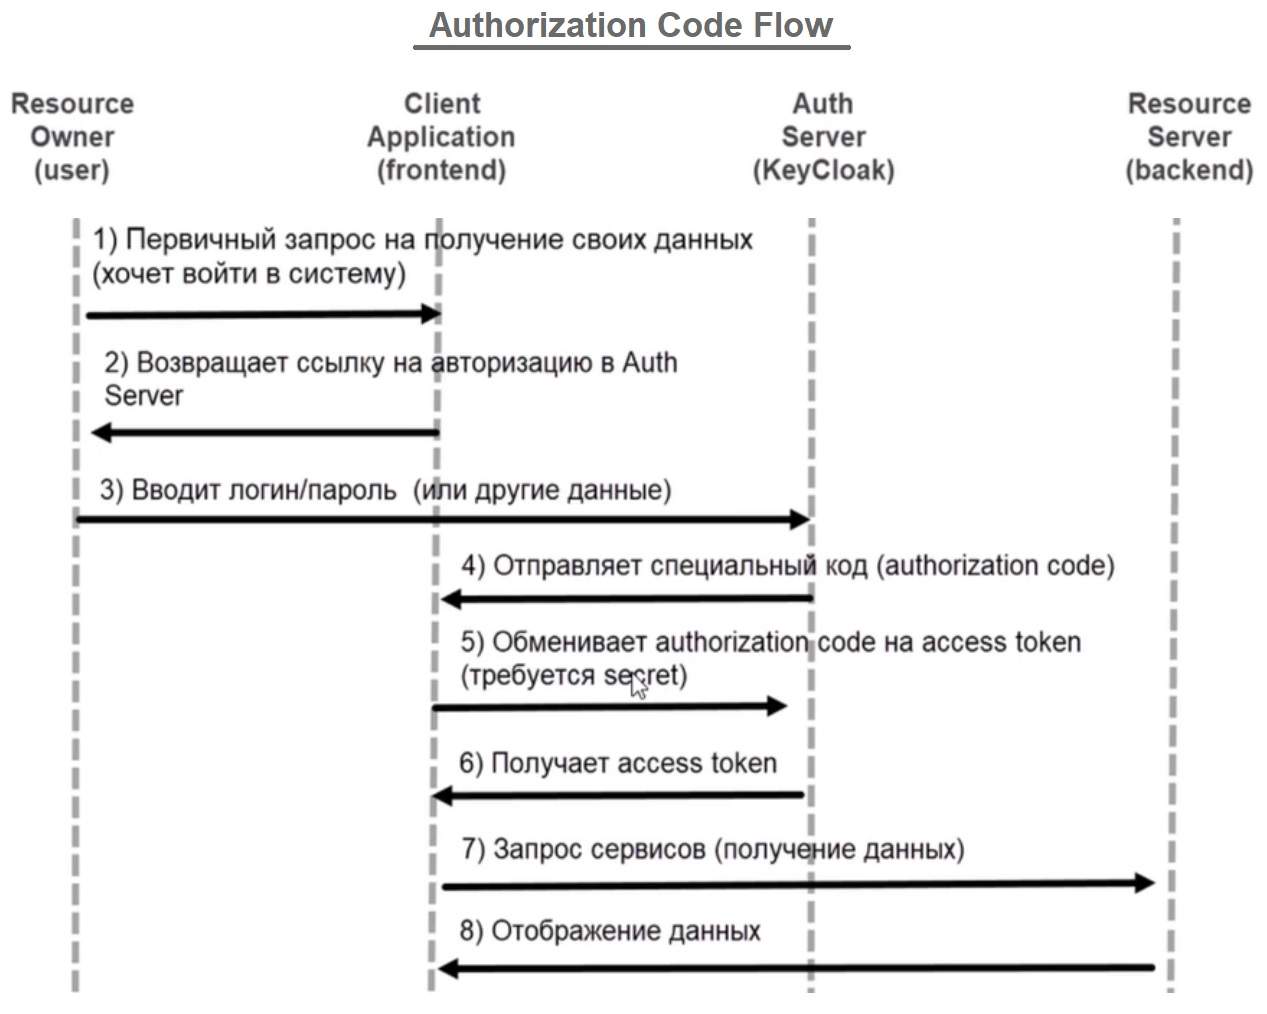 Authorization Code Flow
Resource
Owner
(user)
Client
Application
(frontend)
Auth
Server
(KeyCloak)
Resource
Server
(backend)
1) Первичный запрос на получение своих данных
(хочет войти в систему)
2) Возвращает ссылку на авторизацию в Auth
Server
3) Вводит логин/пароль (или другие данные)
4) Отправляет специальный код (authorization code)
5) Обменивает authorization code на access token
(требуется secret)
6) Получает access token
7) Запрос сервисов (получение данных)
8) Отображение данных